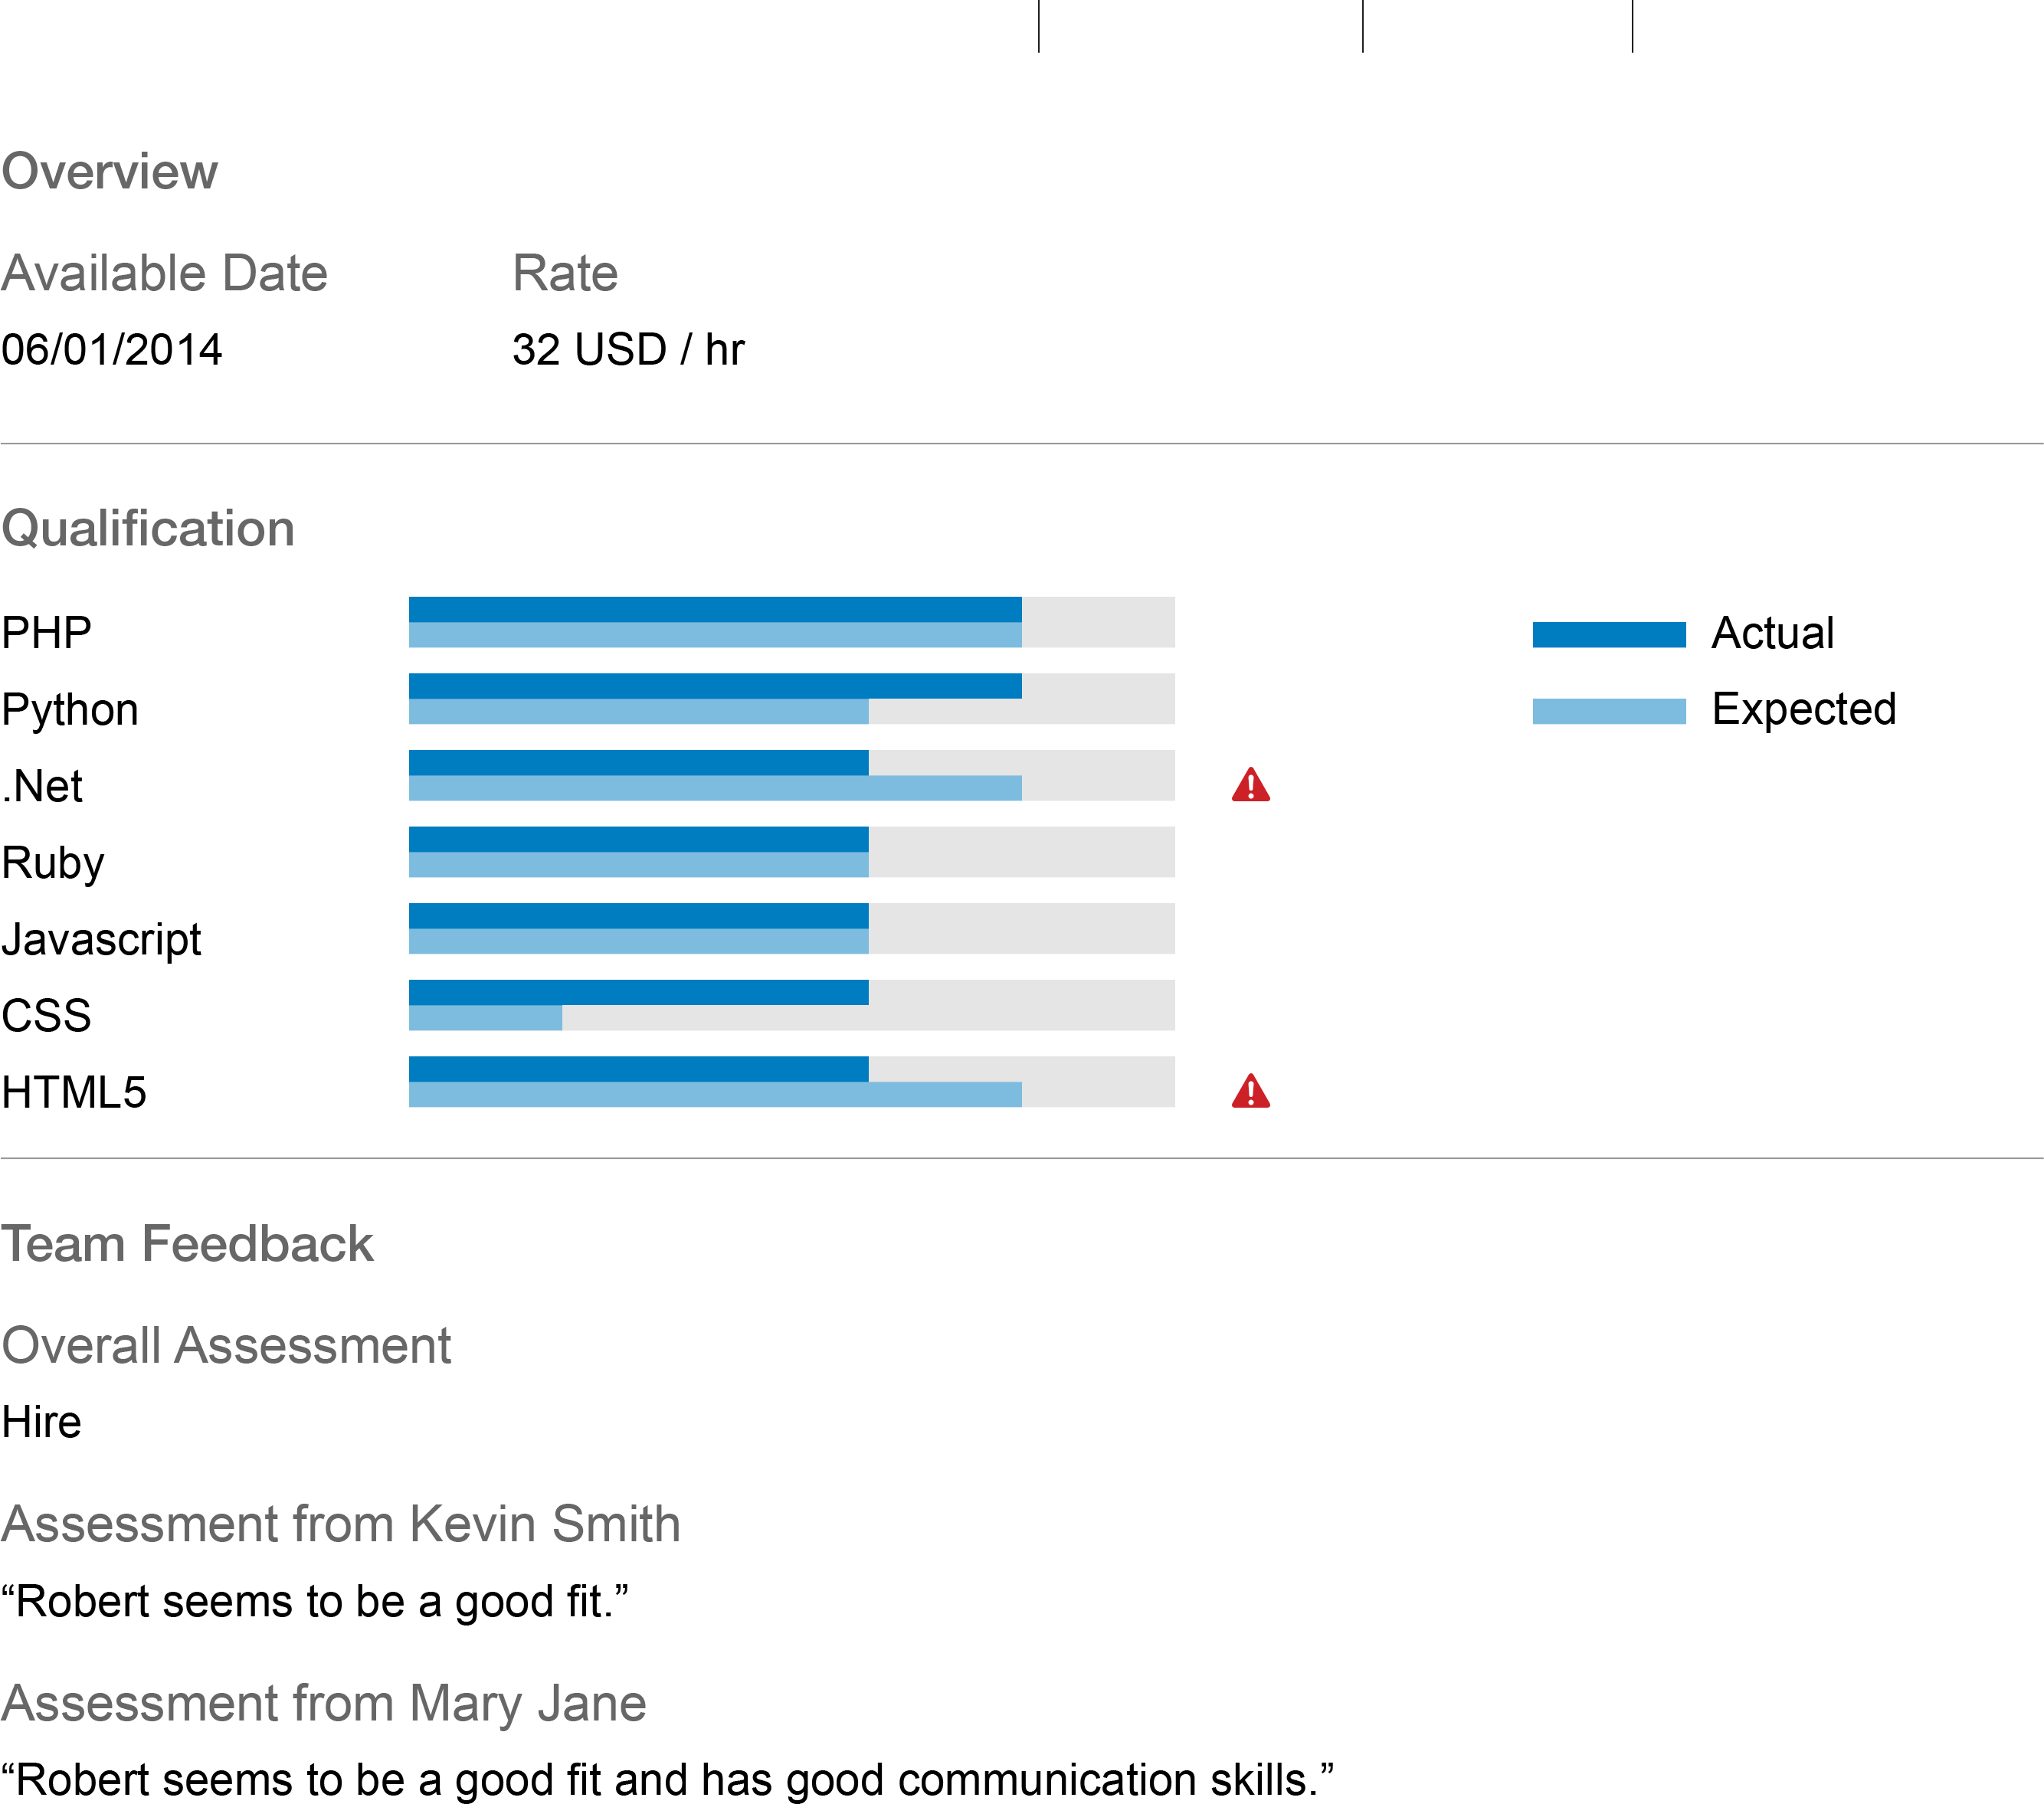 Overview
Available Date Rate
06/01/2014 32 USD / hr
Qualification
PHP Actual
Python Expected
.Net
Ruby
Javascript
CSS
HTML5
Team Feedback
Overall Assessment
Hire
Assessment from Kevin Smith
“Robert seems to be a good fit.”
Assessment from Mary Jane
“Robert seems to be a good fit and has good communication skills.”